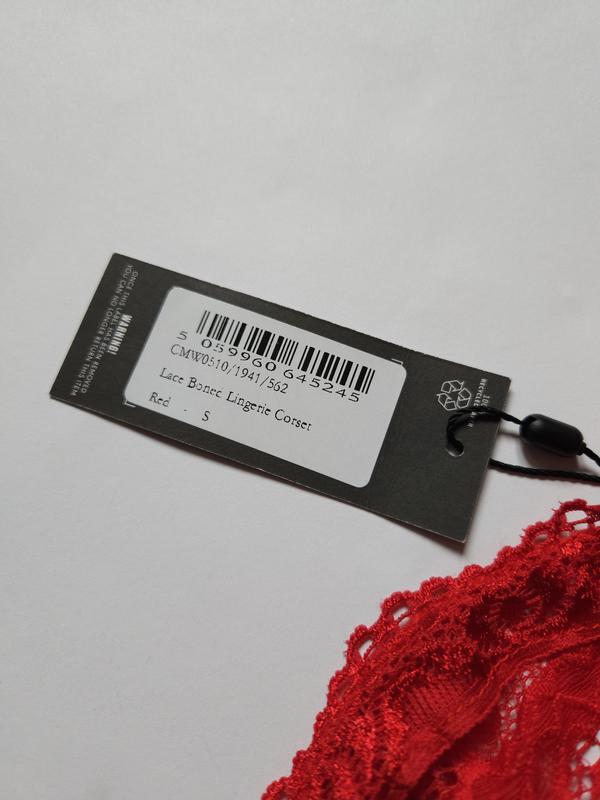 5 059960 645245
CMW0510/1941/562
Lace Boned Lingerie Corset
Red - S
WARNING!
ONCE THIS LABEL HAS BEEN REMOVED
YOU CAN NO LONGER RETURN THIS ITEM
RECYCLED